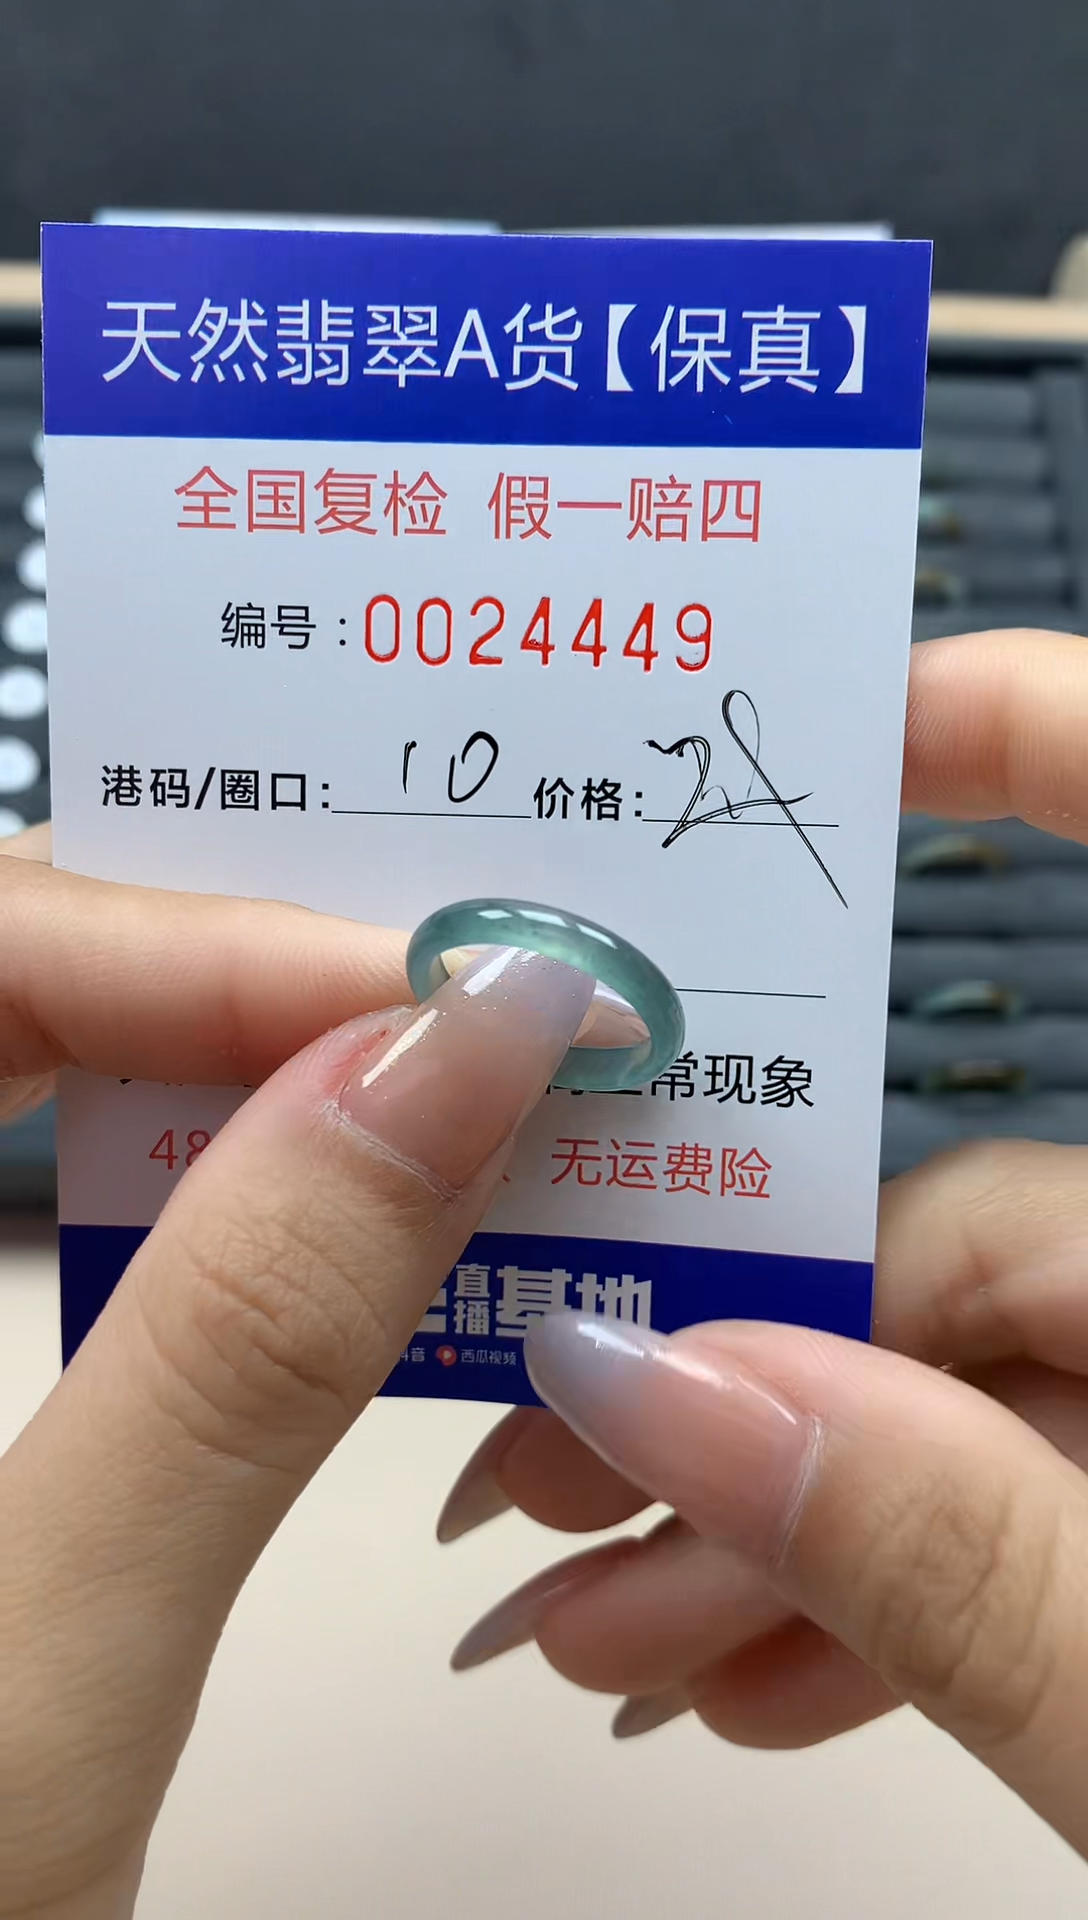 天然翡翠A货【保真】
全国复检 假一赔四
编号:0024449
港码/圈口: 10 价格:
常现象
48 、无运费险
直播基地
抖音 西瓜视频